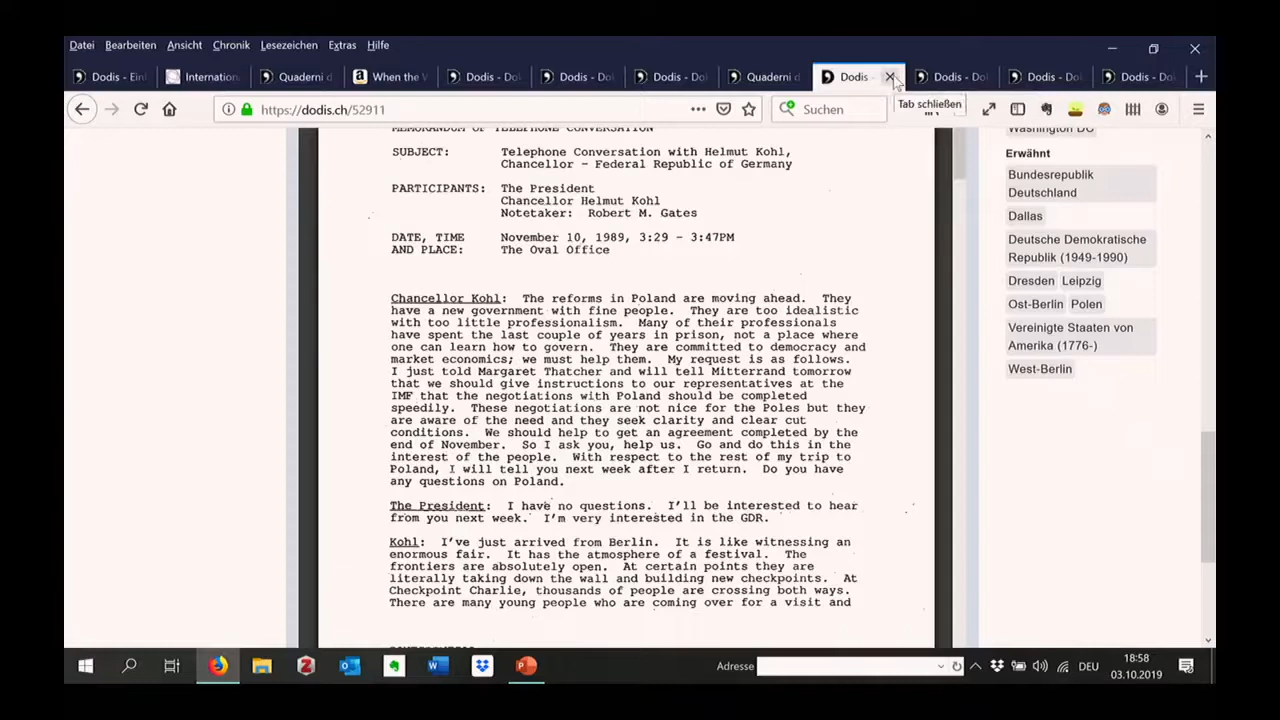 Datei Bearbeiten Ansicht Chronik Lesezeichen Extras Hilfe
Dodis - Ein Internation Quaderni d When the V Dodis - Dok Dodis - Dok Dodis - Dok Quaderni d Dodis - Dodis - Dok Dodis - Dok Dodis - Dok
https://dodis.ch/52911 Suchen
Tab schließen
MEMORANDUM OF TELEPHONE CONVERSATION
SUBJECT: Telephone Conversation with Helmut Kohl,
Chancellor - Federal Republic of Germany
PARTICIPANTS: The President
Chancellor Helmut Kohl
Notetaker: Robert M. Gates
DATE, TIME November 10, 1989, 3:29 - 3:47PM
AND PLACE: The Oval Office
Chancellor Kohl: The reforms in Poland are moving ahead. They
have a new government with fine people. They are too idealistic
with too little professionalism. Many of their professionals
have spent the last couple of years in prison, not a place where
one can learn how to govern. They are committed to democracy and
market economics; we must help them. My request is as follows.
I just told Margaret Thatcher and will tell Mitterrand tomorrow
that we should give instructions to our representatives at the
IMF that the negotiations with Poland should be completed
speedily. These negotiations are not nice for the Poles but they
are aware of the need and they seek clarity and clear cut
conditions. We should help to get an agreement completed by the
end of November. So I ask you, help us. Go and do this in the
interest of the people. With respect to the rest of my trip to
Poland, I will tell you next week after I return. Do you have
any questions on Poland.
The President: I have no questions. I'll be interested to hear
from you next week. I'm very interested in the GDR.
Kohl: I've just arrived from Berlin. It is like witnessing an
enormous fair. It has the atmosphere of a festival. The
frontiers are absolutely open. At certain points they are
literally taking down the wall and building new checkpoints. At
Checkpoint Charlie, thousands of people are crossing both ways.
There are many young people who are coming over for a visit and
Washington DC
Erwähnt
Bundesrepublik
Deutschland
Dallas
Deutsche Demokratische
Republik (1949-1990)
Dresden Leipzig
Ost-Berlin Polen
Vereinigte Staaten von
Amerika (1776-)
West-Berlin
Adresse DEU
18:58
03.10.2019